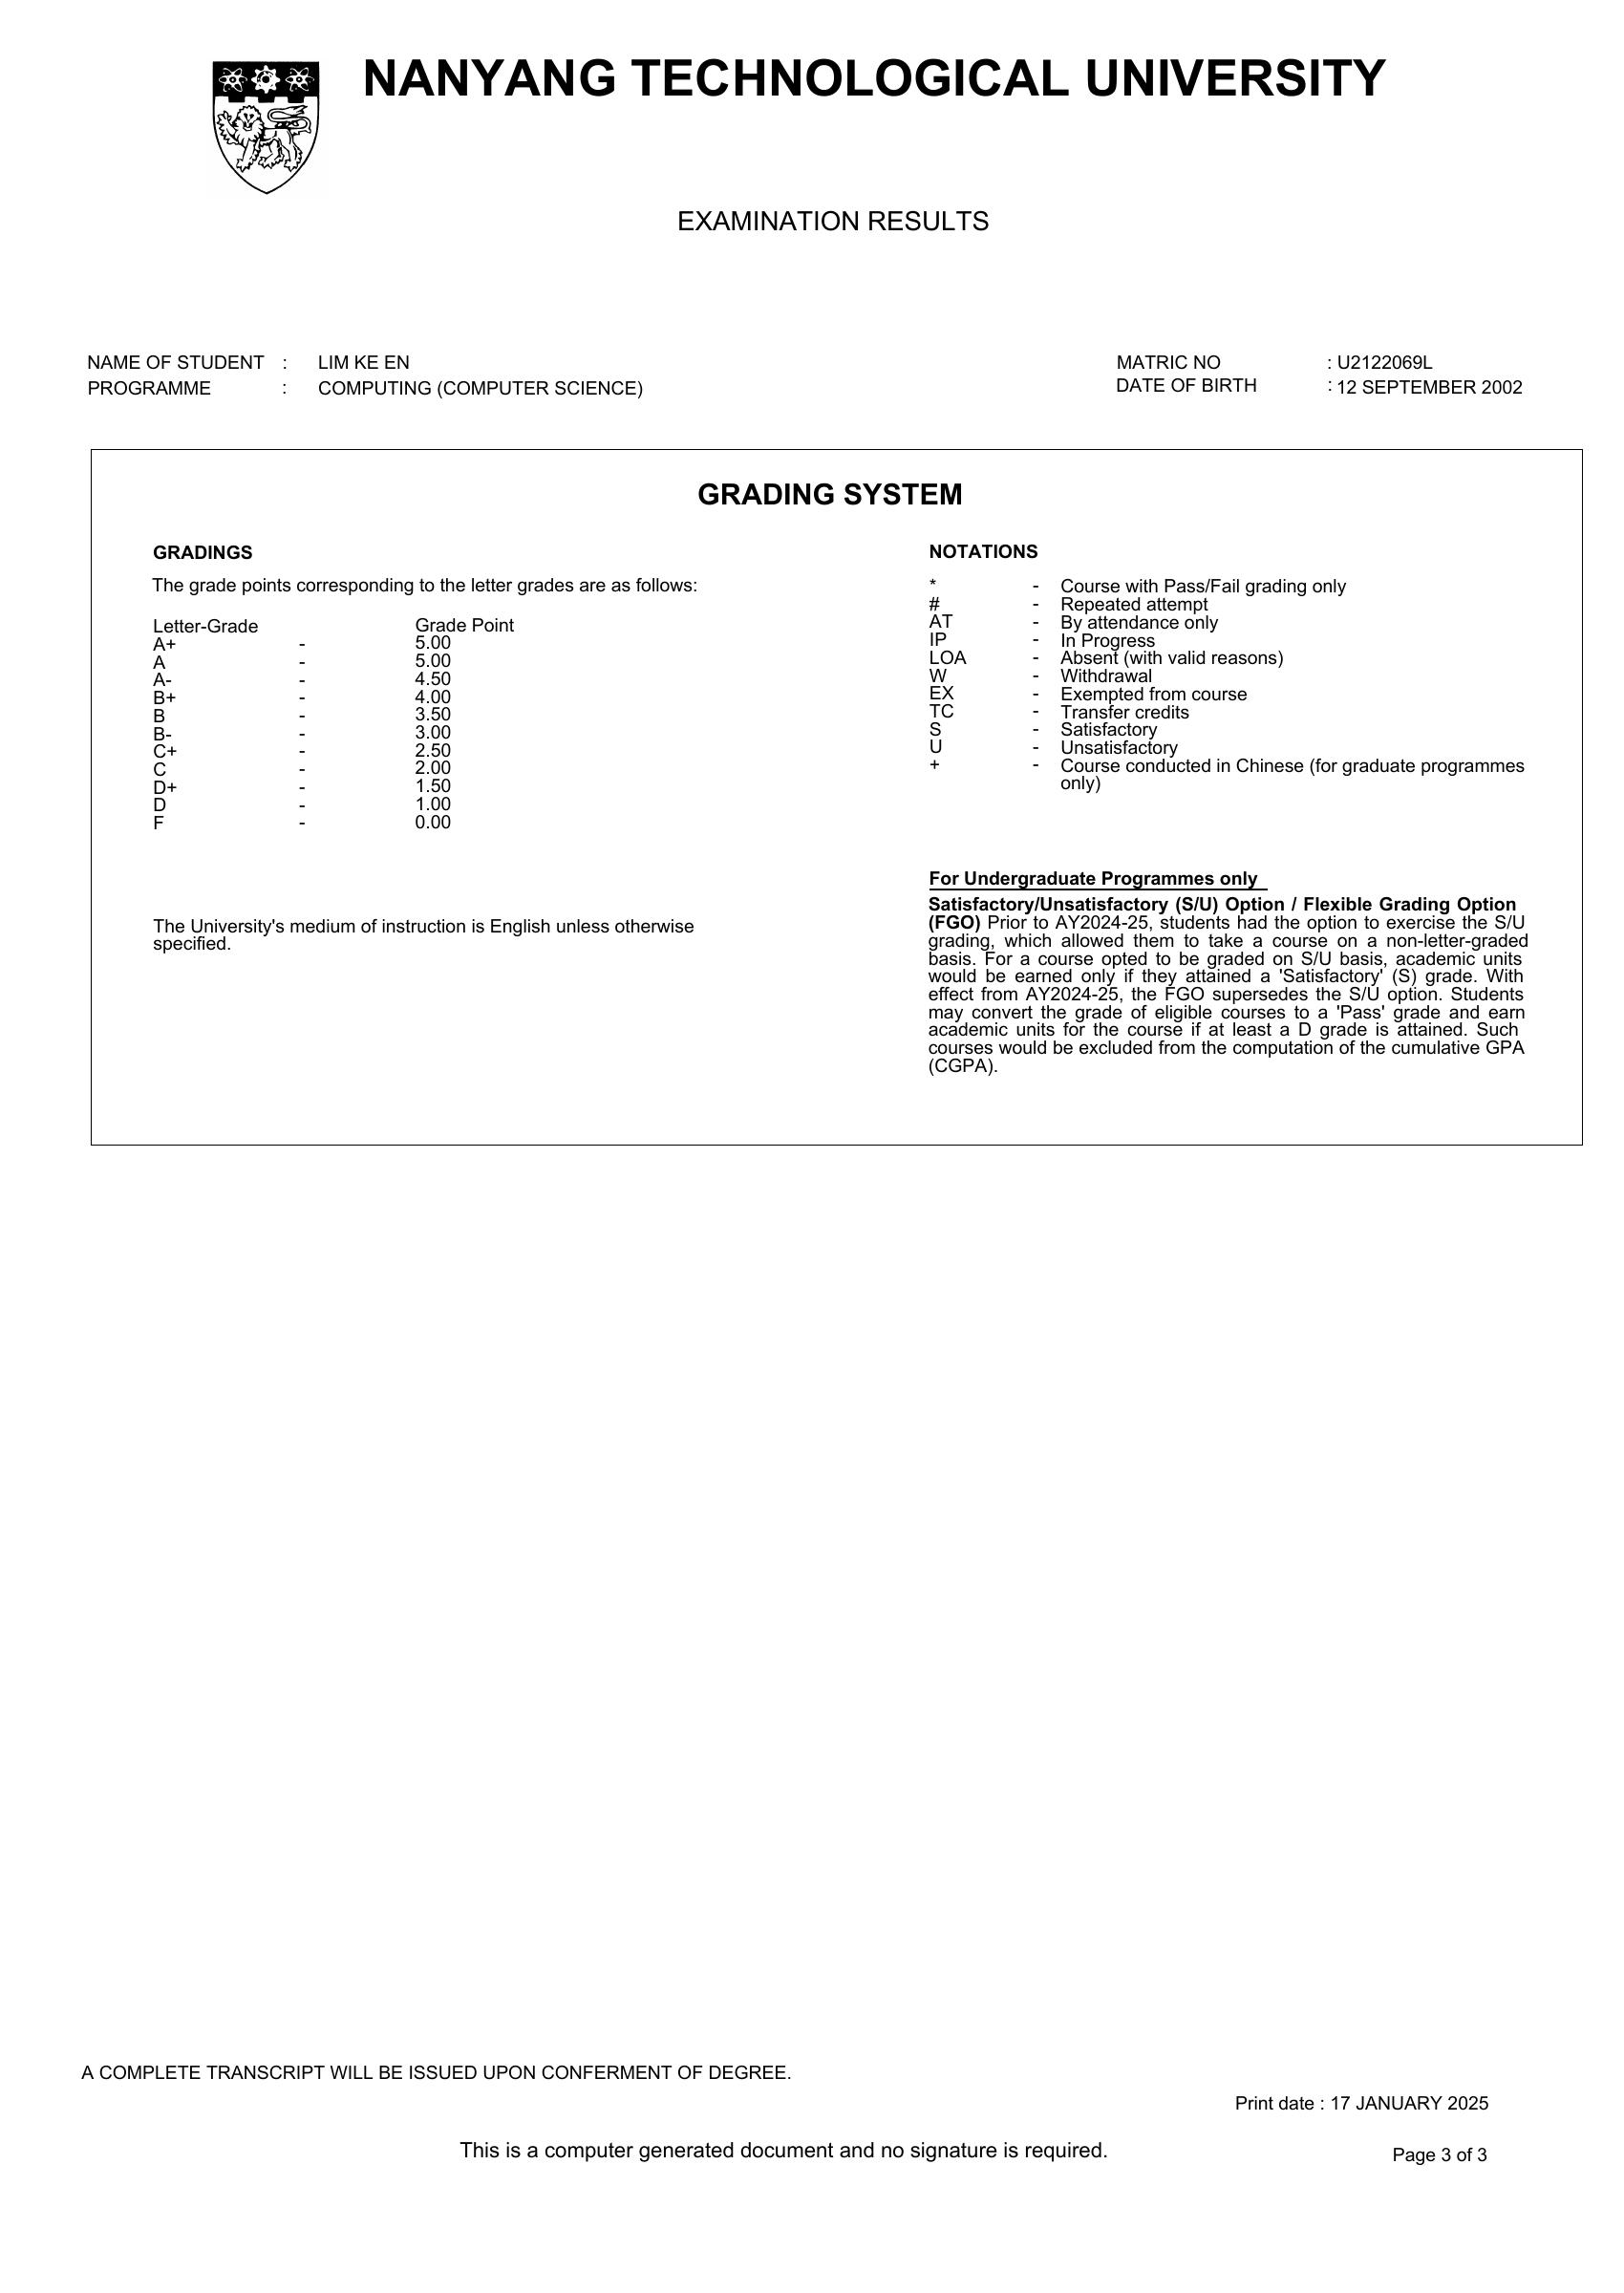 NANYANG TECHNOLOGICAL UNIVERSITY
EXAMINATION RESULTS
NAME OF STUDENT : LIM KE EN
PROGRAMME : COMPUTING (COMPUTER SCIENCE)
MATRIC NO : U2122069L
DATE OF BIRTH : 12 SEPTEMBER 2002
GRADING SYSTEM
GRADINGS
The grade points corresponding to the letter grades are as follows:
Letter-Grade Grade Point
A+ - 5.00
A - 5.00
A- - 4.50
B+ - 4.00
B - 3.50
B- - 3.00
C+ - 2.50
C - 2.00
D+ - 1.50
D - 1.00
F - 0.00
The University's medium of instruction is English unless otherwise
specified.
NOTATIONS
* - Course with Pass/Fail grading only
# - Repeated attempt
AT - By attendance only
IP - In Progress
LOA - Absent (with valid reasons)
W - Withdrawal
EX - Exempted from course
TC - Transfer credits
S - Satisfactory
U - Unsatisfactory
+ - Course conducted in Chinese (for graduate programmes
only)
For Undergraduate Programmes only
Satisfactory/Unsatisfactory (S/U) Option / Flexible Grading Option
(FGO) Prior to AY2024-25, students had the option to exercise the S/U
grading, which allowed them to take a course on a non-letter-graded
basis. For a course opted to be graded on S/U basis, academic units
would be earned only if they attained a 'Satisfactory' (S) grade. With
effect from AY2024-25, the FGO supersedes the S/U option. Students
may convert the grade of eligible courses to a 'Pass' grade and earn
academic units for the course if at least a D grade is attained. Such
courses would be excluded from the computation of the cumulative GPA
(CGPA).
A COMPLETE TRANSCRIPT WILL BE ISSUED UPON CONFERMENT OF DEGREE.
Print date : 17 JANUARY 2025
This is a computer generated document and no signature is required.
Page 3 of 3